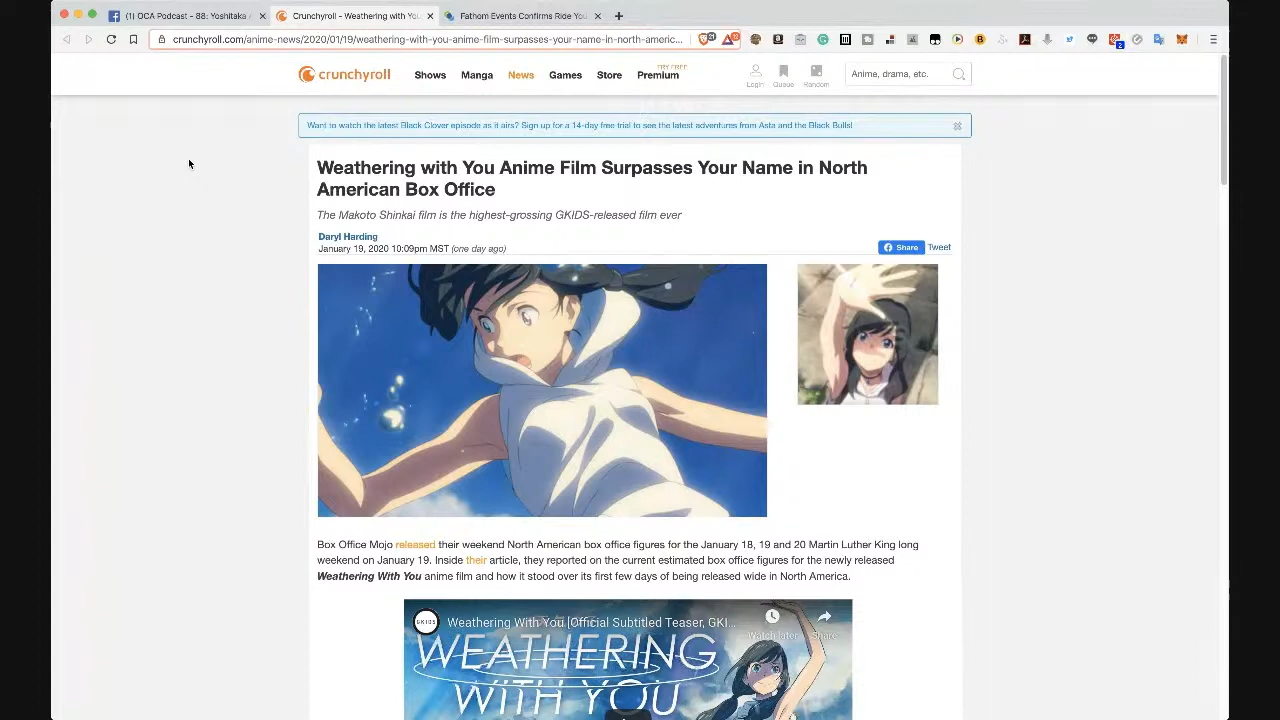 (1) OCA Podcast - 88: Yoshitaka
Crunchyroll - Weathering with You
Fathom Events Confirms Ride You
crunchyroll.com/anime-news/2020/01/19/weathering-with-you-anime-film-surpasses-your-name-in-north-americ...
crunchyroll
Shows
Manga
News
Games
Store
TRY FREE
Premium
Login
Queue
Random
Anime, drama, etc.
Want to watch the latest Black Clover episode as it airs? Sign up for a 14-day free trial to see the latest adventures from Asta and the Black Bulls!
Weathering with You Anime Film Surpasses Your Name in North
American Box Office
The Makoto Shinkai film is the highest-grossing GKIDS-released film ever
Daryl Harding
January 19, 2020 10:09pm MST (one day ago)
Share
Tweet
Box Office Mojo released their weekend North American box office figures for the January 18, 19 and 20 Martin Luther King long
weekend on January 19. Inside their article, they reported on the current estimated box office figures for the newly released
Weathering With You anime film and how it stood over its first few days of being released wide in North America.
GKIDS
Weathering With You [Official Subtitled Teaser, GKI...
Watch later
Share
WEATHERING
WITH YOU